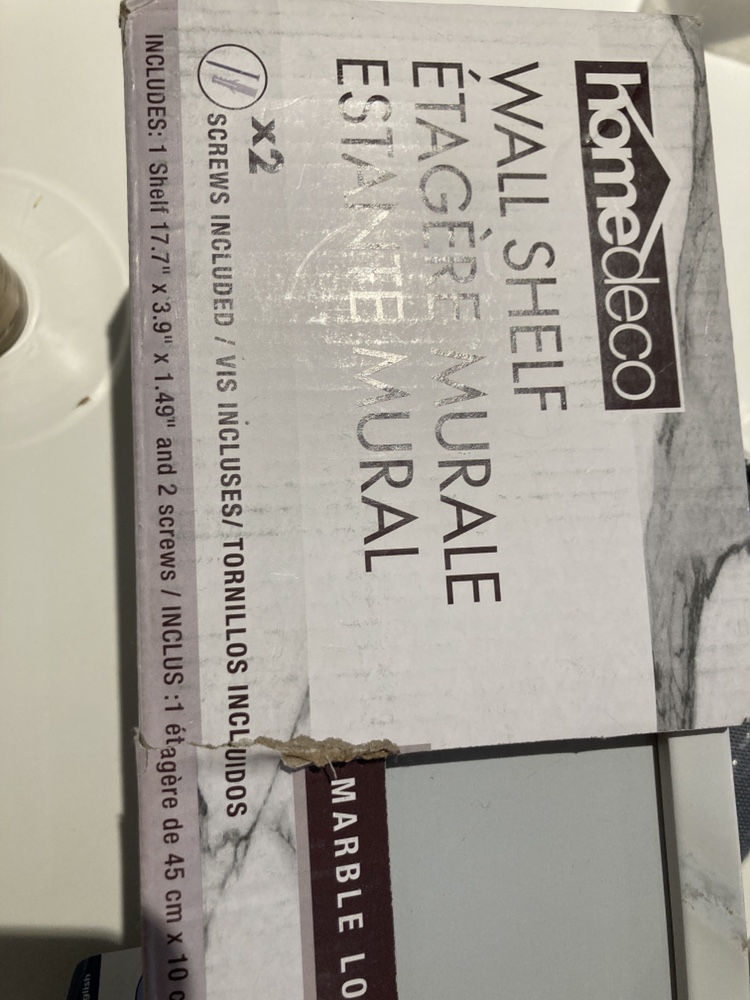 homedeco
WALL SHELF
ÉTAGÈRE MURALE
ESTANTE MURAL
x2
SCREWS INCLUDED / VIS INCLUSES/ TORNILLOS INCLUIDOS
INCLUDES: 1 Shelf 17.7" x 3.9" x 1.49" and 2 screws / INCLUS :1 étagère de 45 cm x 10 c
MARBLE LO